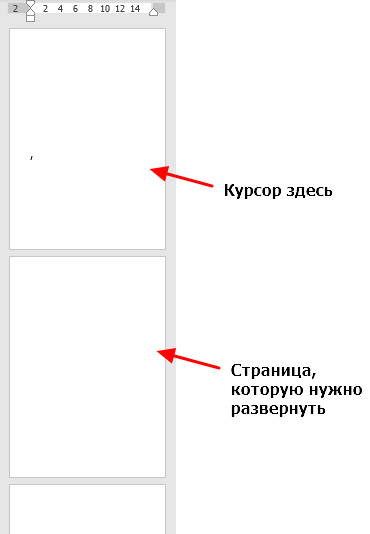 2 2 4 6 8 10 12 14
,
Курсор здесь
Страница,
которую нужно
развернуть